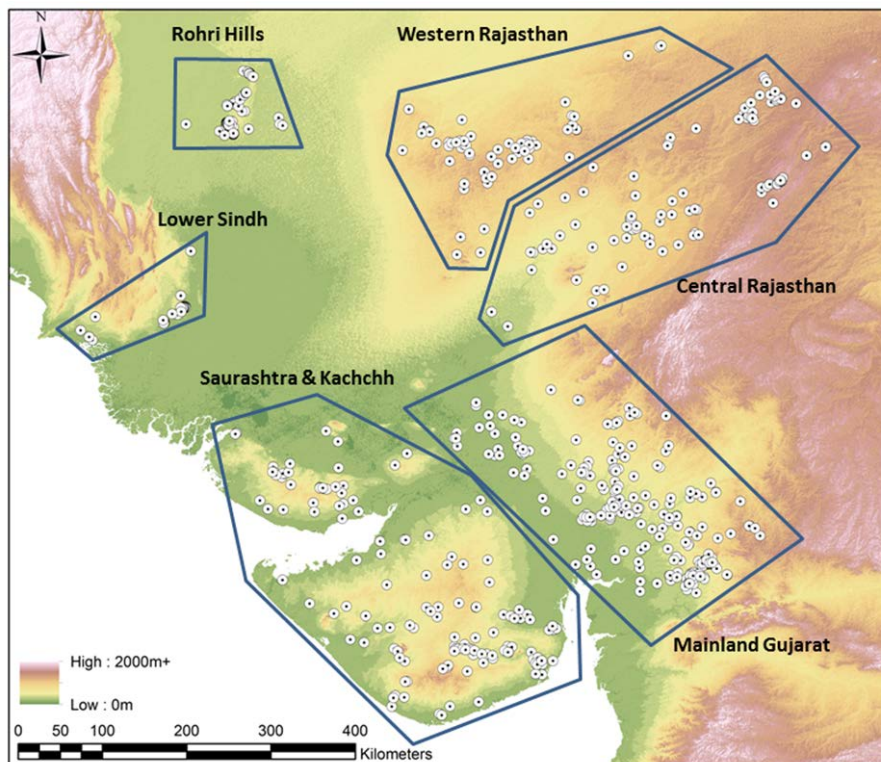 N
Rohri Hills
Western Rajasthan
Lower Sindh
Central Rajasthan
Saurashtra & Kachchh
Mainland Gujarat
High : 2000m+
Low : 0m
0 50 100 200 300 400
Kilometers